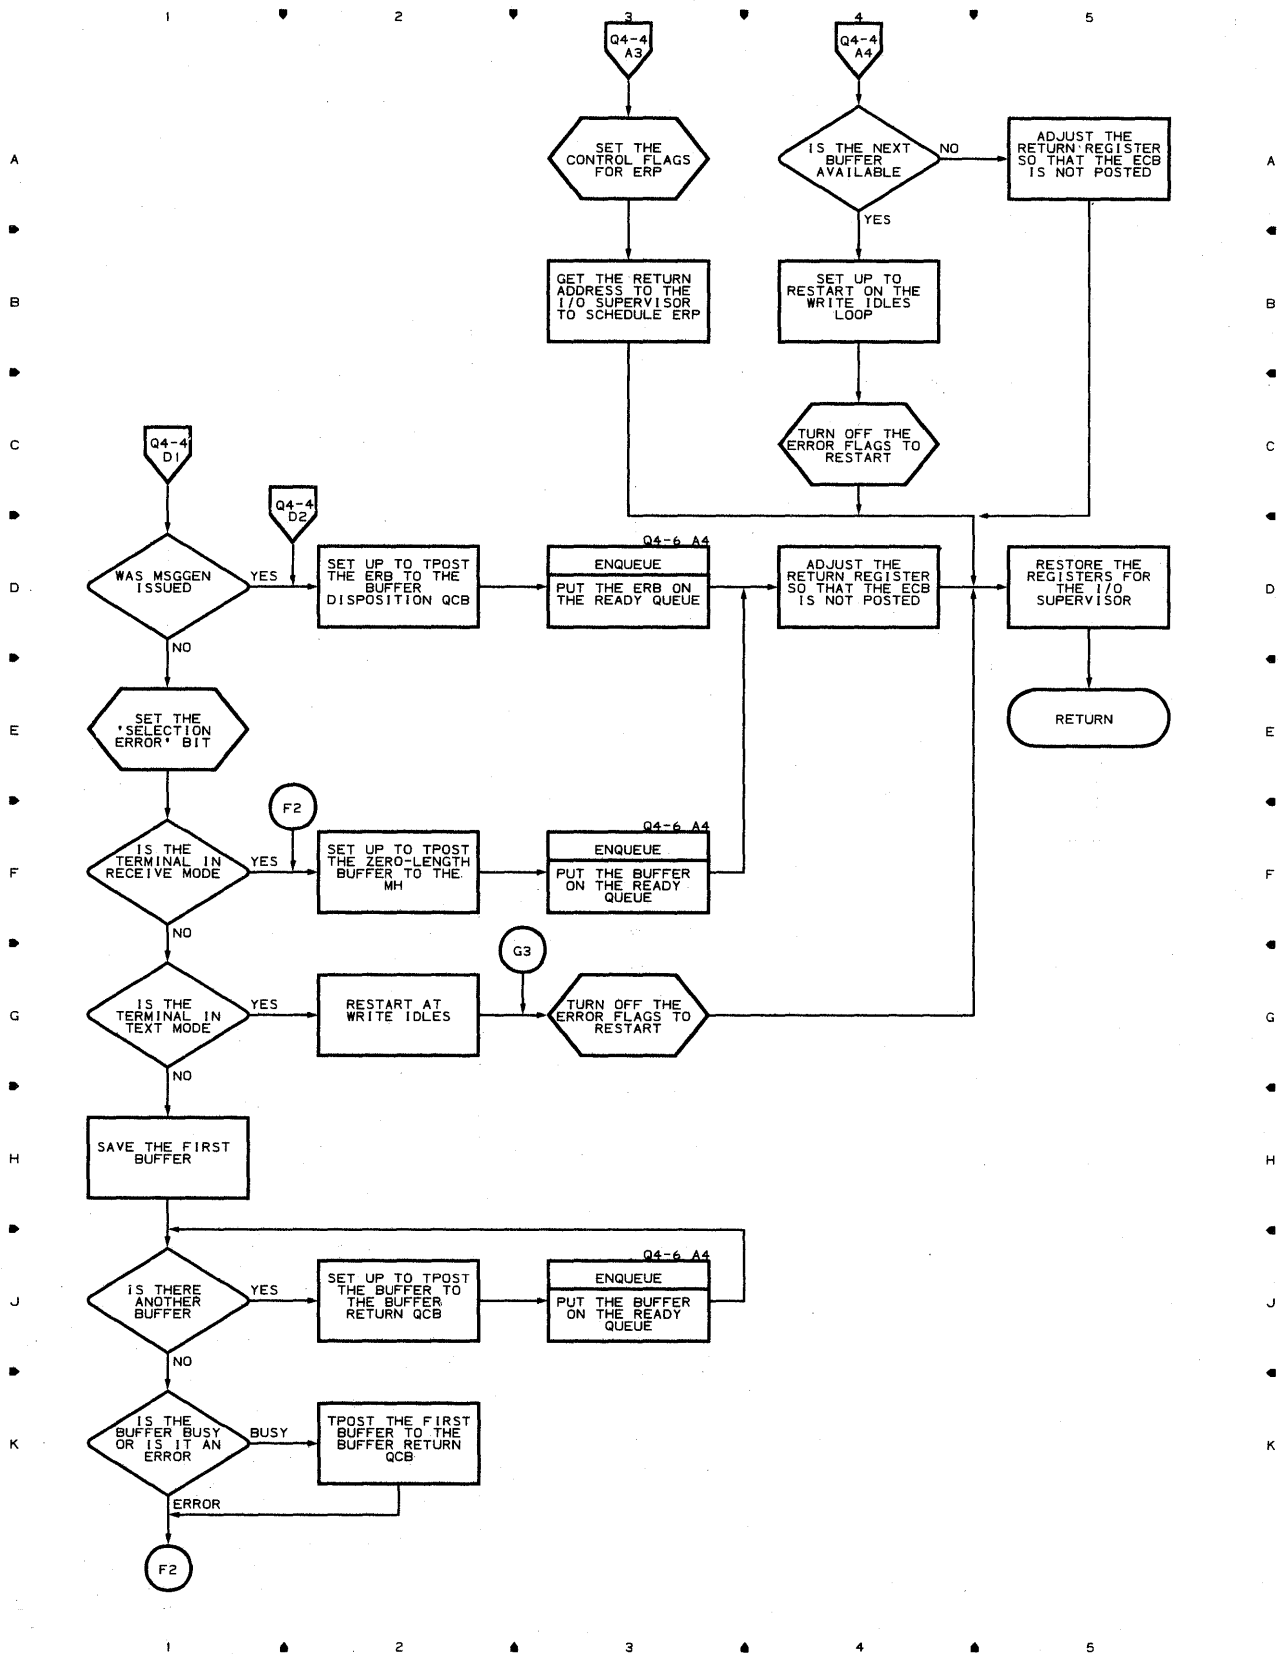 1 2 3 4 5
Q4-4
A3
Q4-4
A4
A
SET THE
CONTROL FLAGS
FOR ERP
IS THE NEXT
BUFFER
AVAILABLE
NO
YES
ADJUST THE
RETURN REGISTER
SO THAT THE ECB
IS NOT POSTED
A
B
GET THE RETURN
ADDRESS TO THE
I/O SUPERVISOR
TO SCHEDULE ERP
SET UP TO
RESTART ON THE
WRITE IDLES
LOOP
B
C
Q4-4
D1
TURN OFF THE
ERROR FLAGS TO
RESTART
C
Q4-4
D2
D
WAS MSGGEN
ISSUED
YES
NO
SET UP TO TPOST
THE ERB TO THE
BUFFER
DISPOSITION QCB
Q4-6 A4
ENQUEUE
PUT THE ERB ON
THE READY QUEUE
ADJUST THE
RETURN REGISTER
SO THAT THE ECB
IS NOT POSTED
RESTORE THE
REGISTERS FOR
THE I/O
SUPERVISOR
D
E
SET THE
'SELECTION
ERROR' BIT
RETURN
E
F2
F
IS THE
TERMINAL IN
RECEIVE MODE
YES
NO
SET UP TO TPOST
THE ZERO-LENGTH
BUFFER TO THE
MH
Q4-6 A4
ENQUEUE
PUT THE BUFFER
ON THE READY
QUEUE
F
G3
G
IS THE
TERMINAL IN
TEXT MODE
YES
NO
RESTART AT
WRITE IDLES
TURN OFF THE
ERROR FLAGS TO
RESTART
G
H
SAVE THE FIRST
BUFFER
H
J
IS THERE
ANOTHER
BUFFER
YES
NO
SET UP TO TPOST
THE BUFFER TO
THE BUFFER
RETURN QCB
Q4-6 A4
ENQUEUE
PUT THE BUFFER
ON THE READY
QUEUE
J
K
IS THE
BUFFER BUSY
OR IS IT AN
ERROR
BUSY
ERROR
TPOST THE FIRST
BUFFER TO THE
BUFFER RETURN
QCB
K
F2
1 2 3 4 5